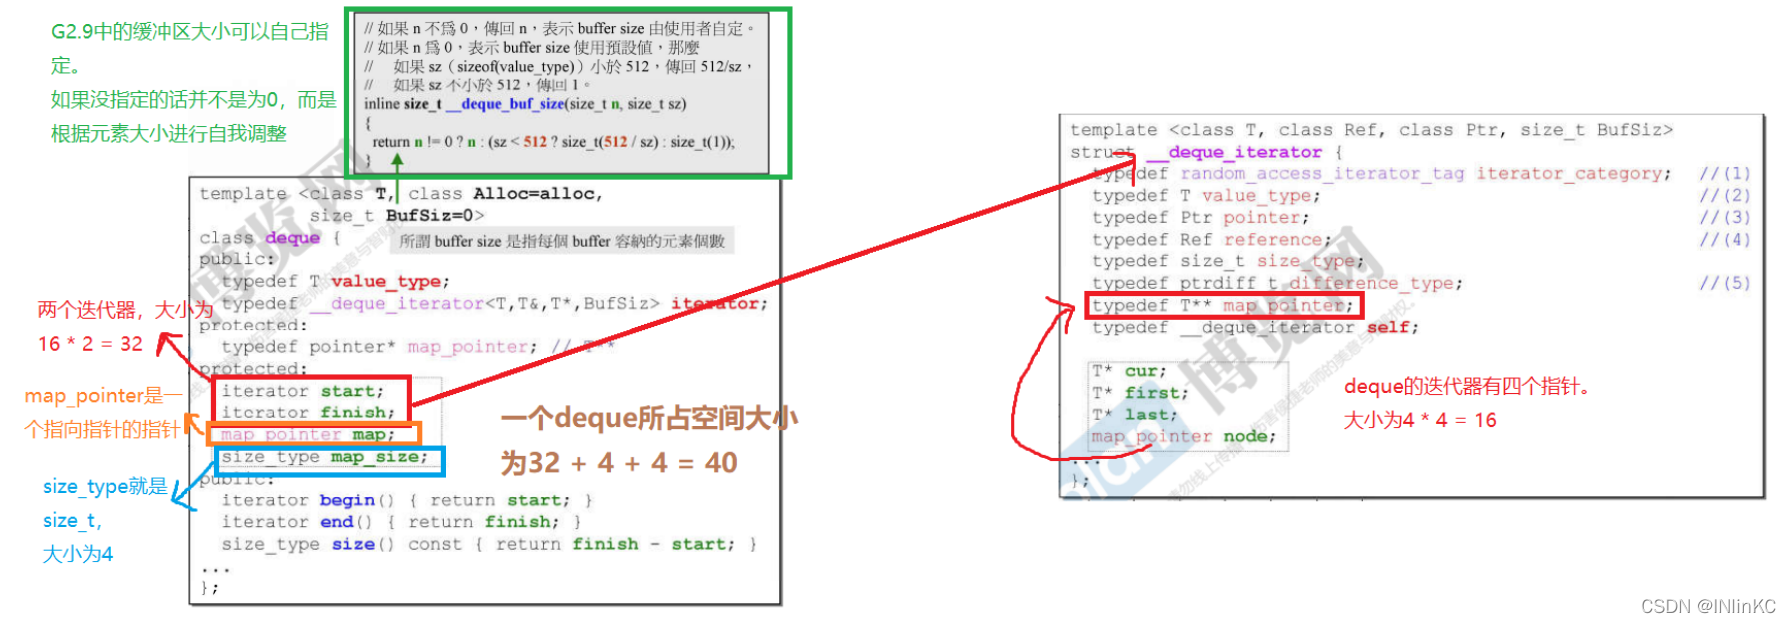 G2.9中的缓冲区大小可以自己指
定。
如果没指定的话并不是为0，而是
根据元素大小进行自我调整
// 如果 n 不為 0，傳回 n，表示 buffer size 由使用者自定。
// 如果 n 為 0，表示 buffer size 使用預設值，那麼
//    如果 sz（sizeof(value_type)）小於 512，傳回 512/sz，
//    如果 sz 不小於 512，傳回 1。
inline size_t __deque_buf_size(size_t n, size_t sz)
{
  return n != 0 ? n : (sz < 512 ? size_t(512 / sz) : size_t(1));
}
template <class T, class Alloc=alloc,
          size_t BufSiz=0>
class deque {
所謂 buffer size 是指每個 buffer 容納的元素個數
public:
  typedef T value_type;
  typedef __deque_iterator<T,T&,T*,BufSiz> iterator;
protected:
  typedef pointer* map_pointer; // T**
protected:
  iterator start;
  iterator finish;
  map_pointer map;
  size_type map_size;
public:
  iterator begin() { return start; }
  iterator end() { return finish; }
  size_type size() const { return finish - start; }
...
};
两个迭代器，大小为
16 * 2 = 32
map_pointer是一
个指向指针的指针
size_type就是
size_t，
大小为4
一个deque所占空间大小
为32 + 4 + 4 = 40
template <class T, class Ref, class Ptr, size_t BufSiz>
struct __deque_iterator {
  typedef random_access_iterator_tag iterator_category; //(1)
  typedef T value_type; //(2)
  typedef Ptr pointer; //(3)
  typedef Ref reference; //(4)
  typedef size_t size_type;
  typedef ptrdiff_t difference_type; //(5)
  typedef T** map_pointer;
  typedef __deque_iterator self;
  T* cur;
  T* first;
  T* last;
  map_pointer node;
...
};
deque的迭代器有四个指针。
大小为4 * 4 = 16
博览网
博览网
CSDN @INlinKC